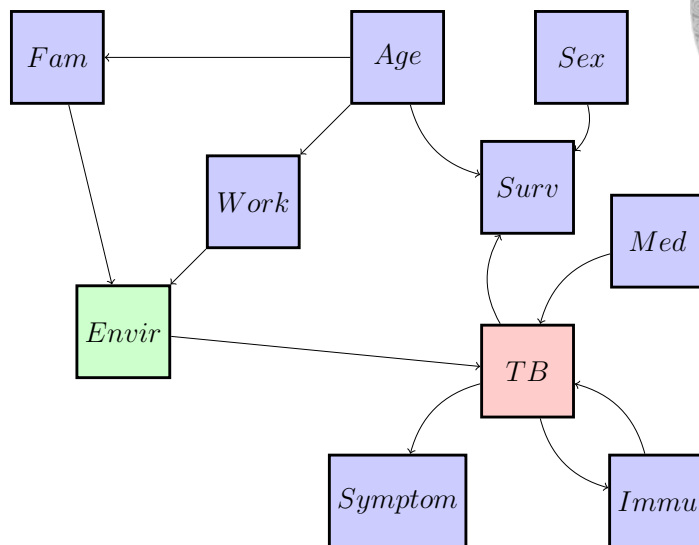 Fam
Age
Sex
Work
Surv
Med
Envir
TB
Symptom
Immu